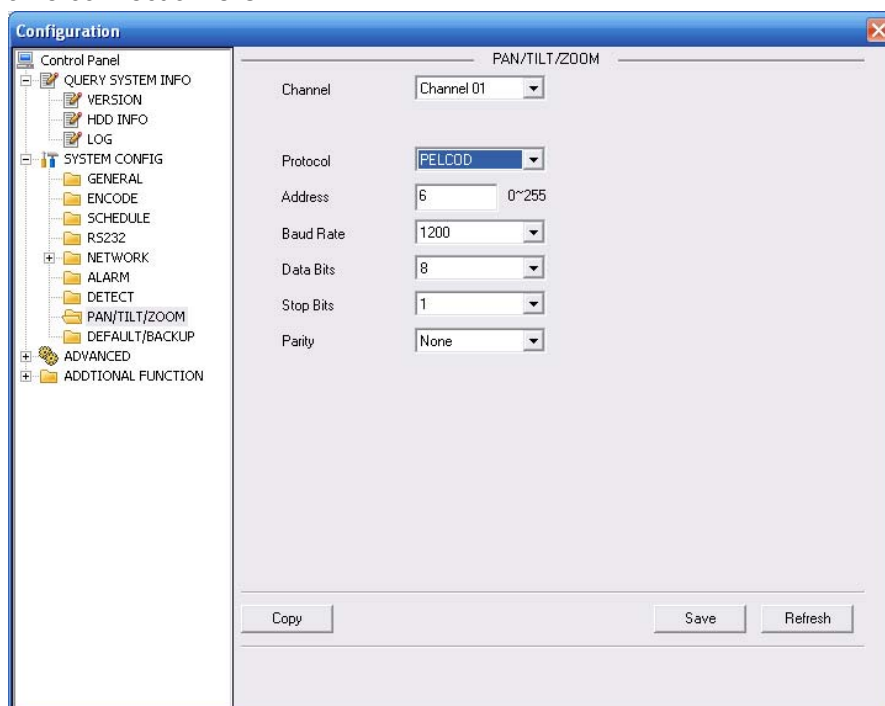 Configuration
Control Panel
QUERY SYSTEM INFO
VERSION
HDD INFO
LOG
SYSTEM CONFIG
GENERAL
ENCODE
SCHEDULE
RS232
NETWORK
ALARM
DETECT
PAN/TILT/ZOOM
DEFAULT/BACKUP
ADVANCED
ADDTIONAL FUNCTION
PAN/TILT/ZOOM
Channel Channel 01
Protocol PELCOD
Address 6 0~255
Baud Rate 1200
Data Bits 8
Stop Bits 1
Parity None
Copy Save Refresh